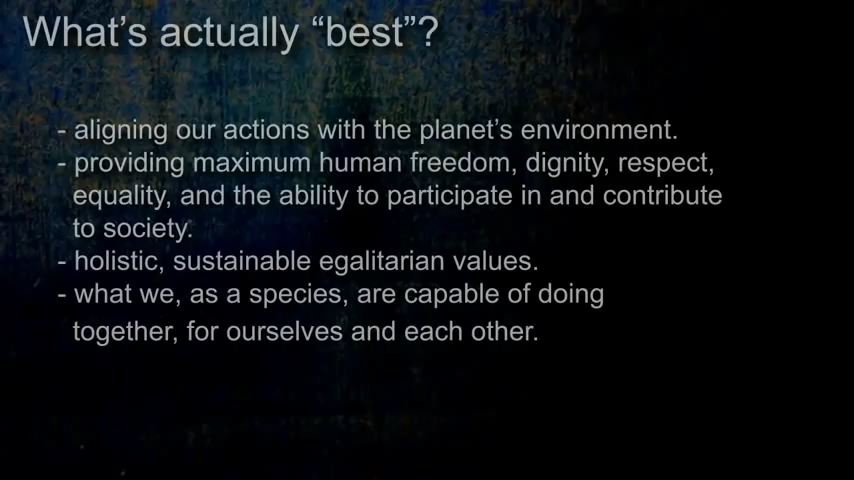 What’s actually “best”?
- aligning our actions with the planet’s environment.
- providing maximum human freedom, dignity, respect,
equality, and the ability to participate in and contribute
to society.
- holistic, sustainable egalitarian values.
- what we, as a species, are capable of doing
together, for ourselves and each other.